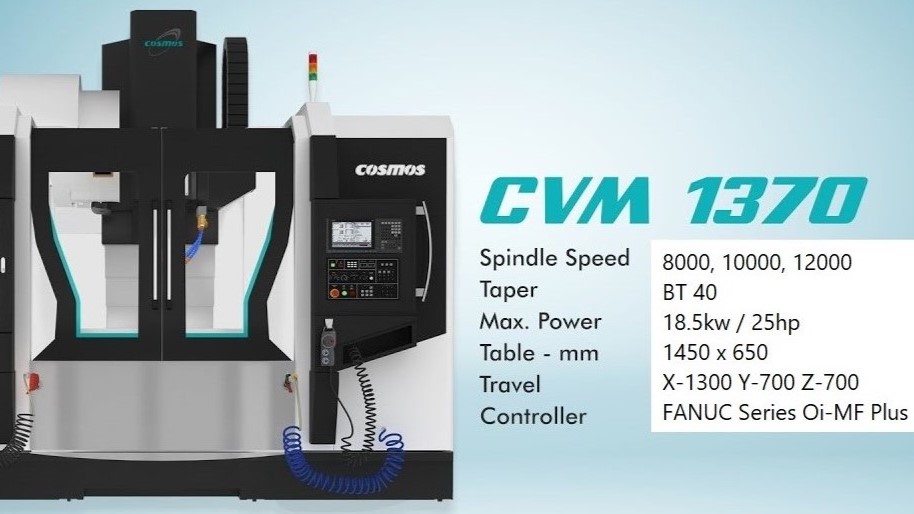 COSMOS
COSMOS
CVM 1370
Spindle Speed 8000, 10000, 12000
Taper BT 40
Max. Power 18.5kw / 25hp
Table - mm 1450 x 650
Travel X-1300 Y-700 Z-700
Controller FANUC Series Oi-MF Plus